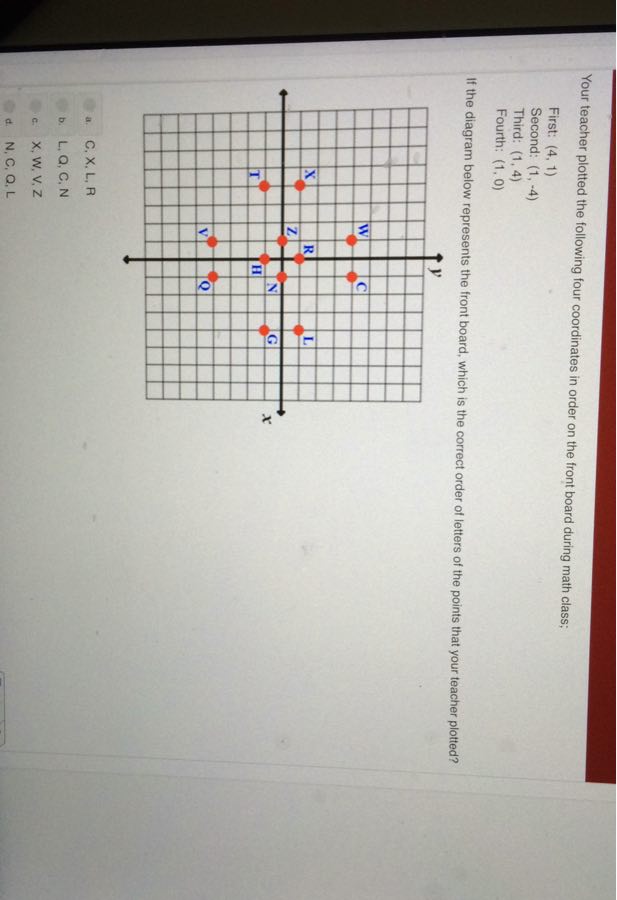 Your teacher plotted the following four coordinates in order on the front board during math class;
First: (4, 1)
Second: (1, -4)
Third: (1, 4)
Fourth: (1, 0)
If the diagram below represents the front board, which is the correct order of letters of the points that your teacher plotted?
y
W
C
X
R
L
Z
N
x
T
H
G
V
Q
a. C, X, L, R
b. L, Q, C, N
c. X, W, V, Z
d. N, C, Q, L